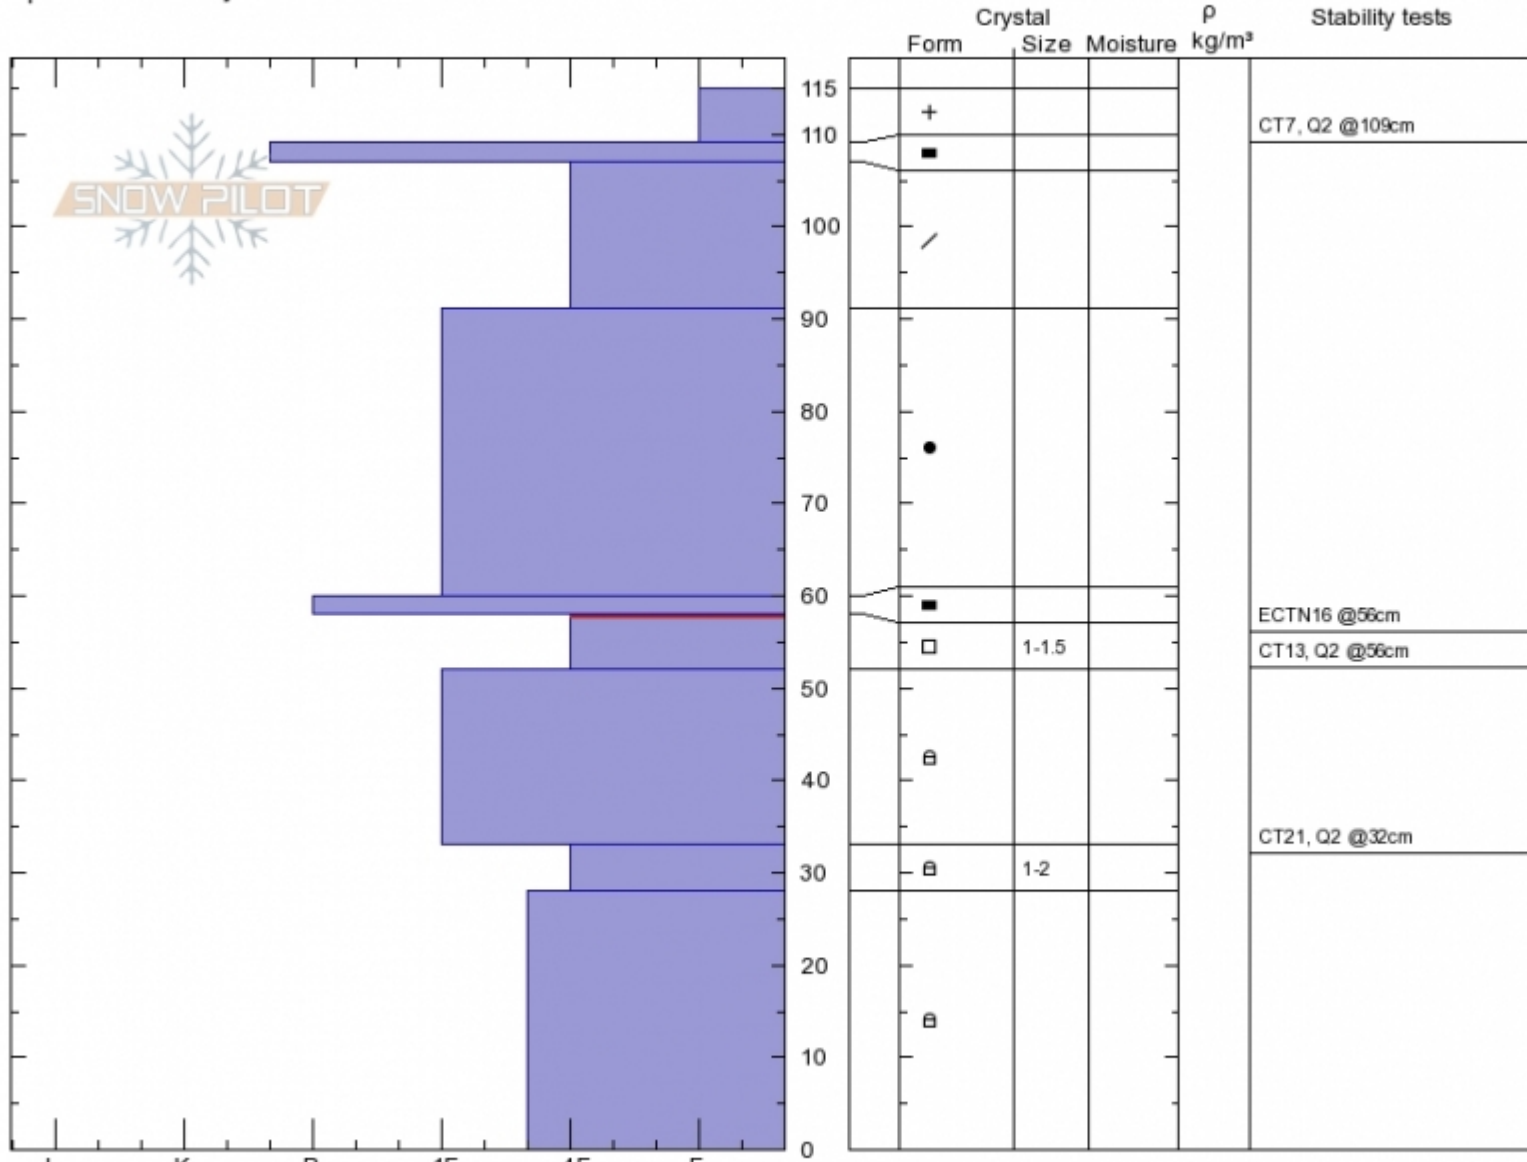 Crystal
ρ
Stability tests
Form Size Moisture kg/m³
115
110
CT7, Q2 @109cm
SNOW PILOT
100
90
80
70
60
ECTN16 @56cm
1-1.5
CT13, Q2 @56cm
50
40
CT21, Q2 @32cm
30
1-2
20
10
0